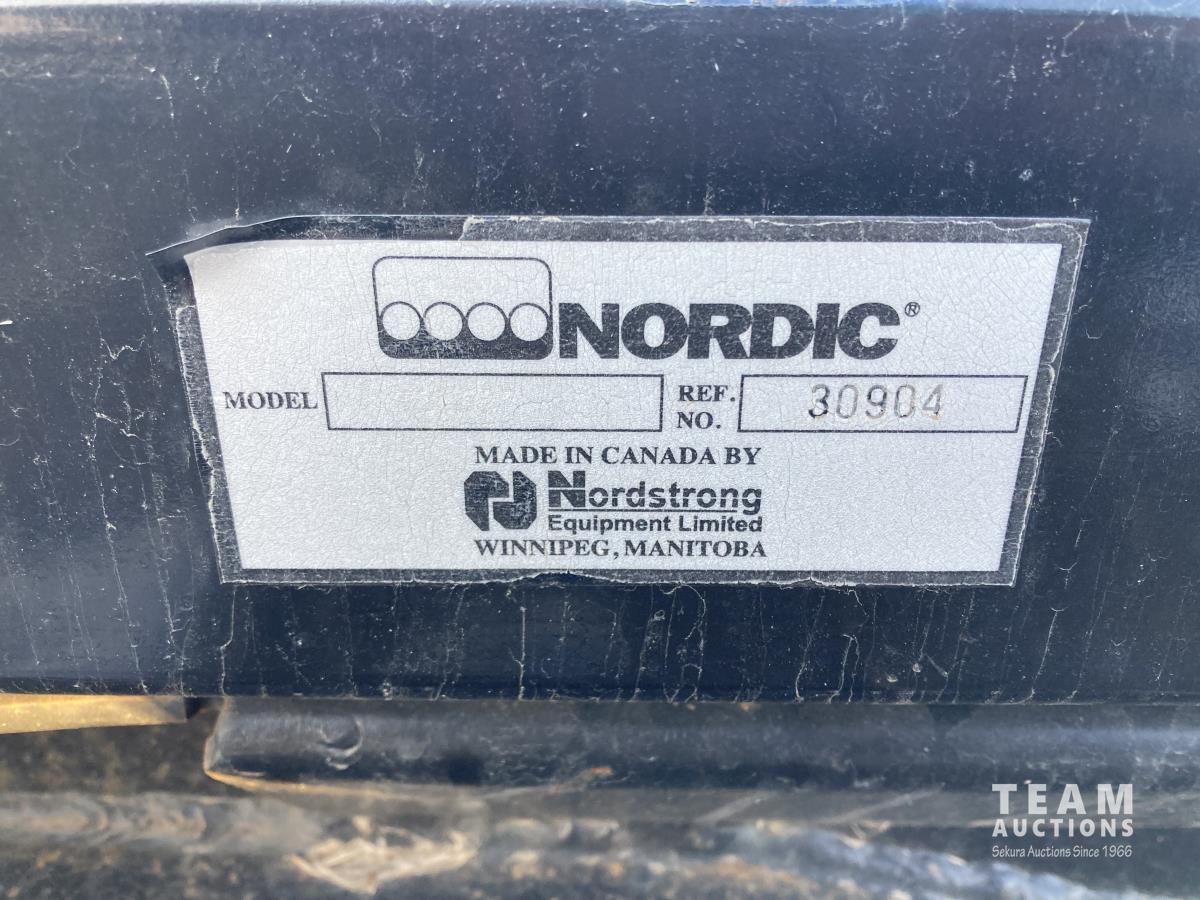 NORDIC®
MODEL
REF. NO. 30904
MADE IN CANADA BY
Nordstrong
Equipment Limited
WINNIPEG, MANITOBA
TEAM
AUCTIONS
Sekura Auctions Since 1966